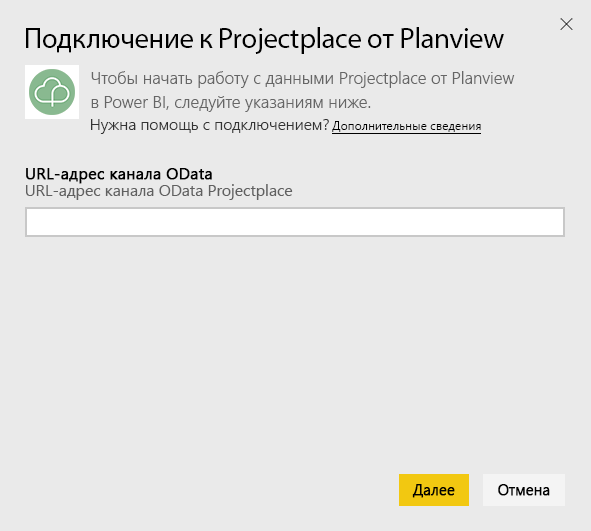 Подключение к Projectplace от Planview
Чтобы начать работу с данными Projectplace от Planview
в Power BI, следуйте указаниям ниже.
Нужна помощь с подключением? Дополнительные сведения
URL-адрес канала OData
URL-адрес канала OData Projectplace
Далее
Отмена